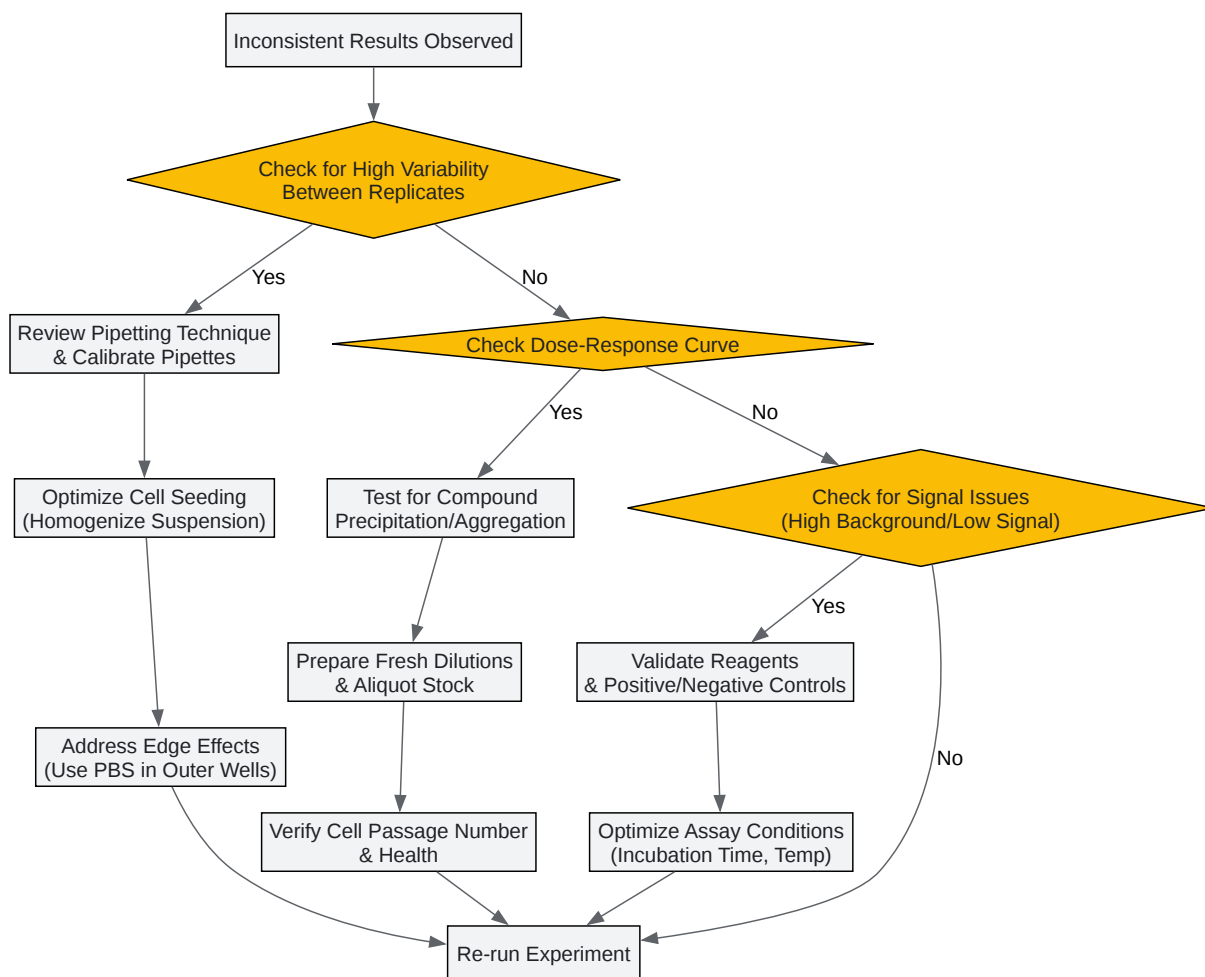 Inconsistent Results Observed
Check for High Variability
Between Replicates
Yes
No
Review Pipetting Technique
& Calibrate Pipettes
Check Dose-Response Curve
Yes
No
Optimize Cell Seeding
(Homogenize Suspension)
Test for Compound
Precipitation/Aggregation
Check for Signal Issues
(High Background/Low Signal)
Yes
No
Prepare Fresh Dilutions
& Aliquot Stock
Validate Reagents
& Positive/Negative Controls
Address Edge Effects
(Use PBS in Outer Wells)
Verify Cell Passage Number
& Health
Optimize Assay Conditions
(Incubation Time, Temp)
Re-run Experiment